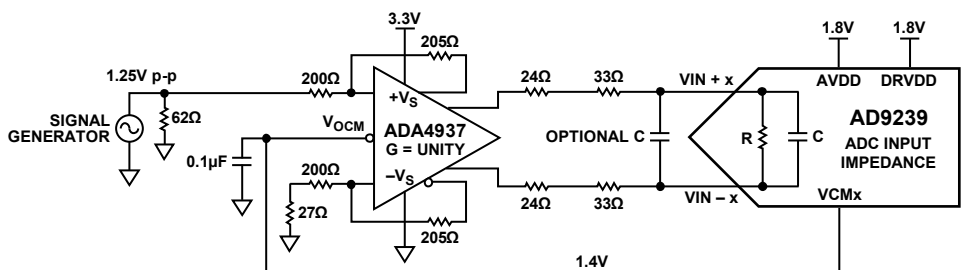 3.3V
205Ω
1.8V
1.8V
1.25V p-p
200Ω
24Ω
33Ω
VIN + x
AVDD
DRVDD
+VS
SIGNAL
GENERATOR
62Ω
VOCM
ADA4937
G = UNITY
OPTIONAL C
R
C
AD9239
ADC INPUT
IMPEDANCE
0.1µF
200Ω
–VS
27Ω
205Ω
24Ω
33Ω
VIN – x
VCMx
1.4V